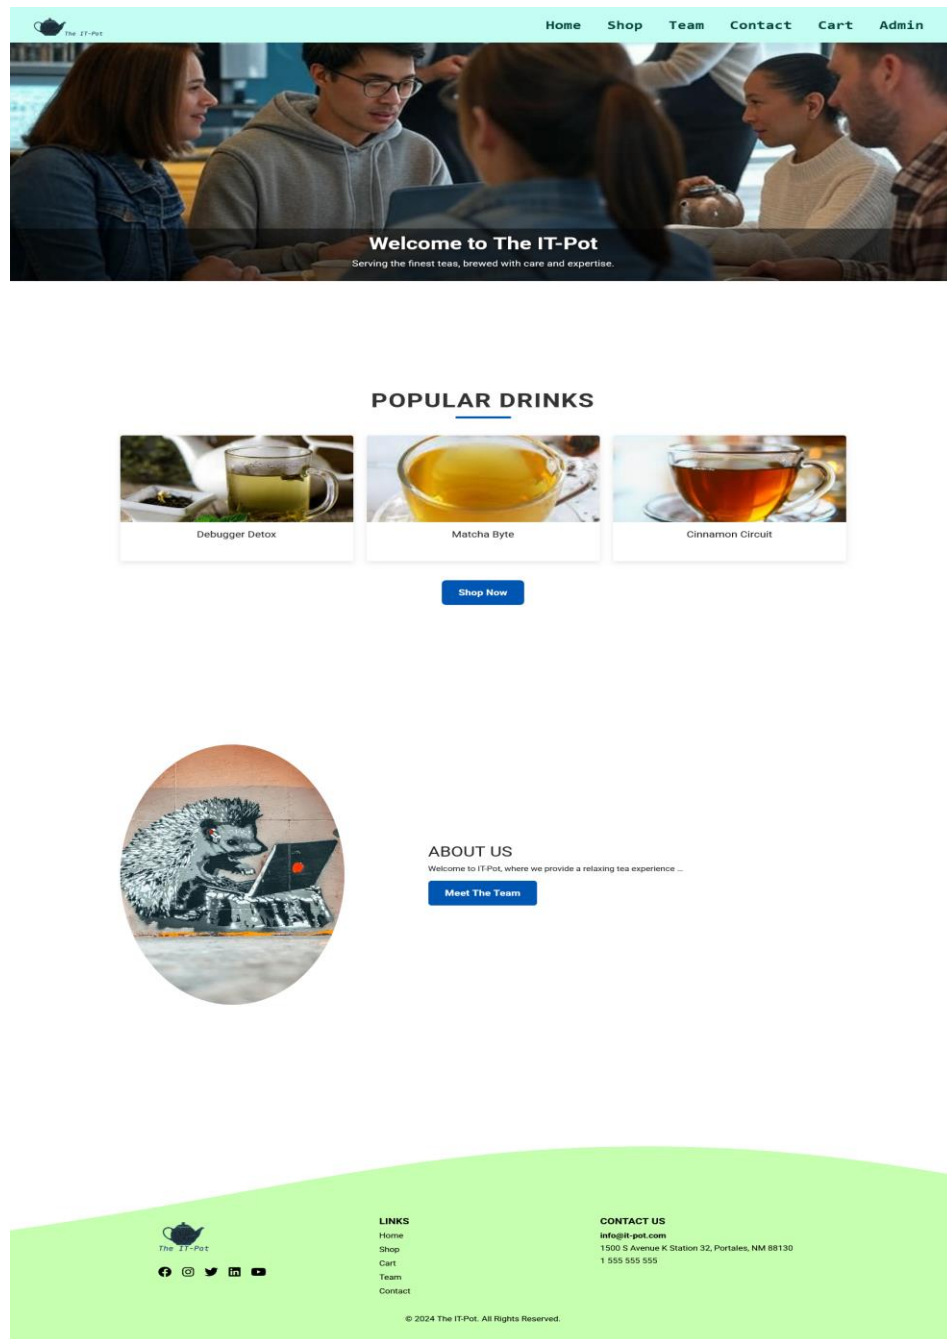 The IT-Pot
Home Shop Team Contact Cart Admin
Welcome to The IT-Pot
Serving the finest teas, brewed with care and expertise.
POPULAR DRINKS
Debugger Detox
Matcha Byte
Cinnamon Circuit
Shop Now
ABOUT US
Welcome to IT-Pot, where we provide a relaxing tea experience ...
Meet The Team
The IT-Pot
LINKS
Home
Shop
Cart
Team
Contact
CONTACT US
info@it-pot.com
1500 S Avenue K Station 32, Portales, NM 88130
1 555 555 555
© 2024 The IT-Pot. All Rights Reserved.